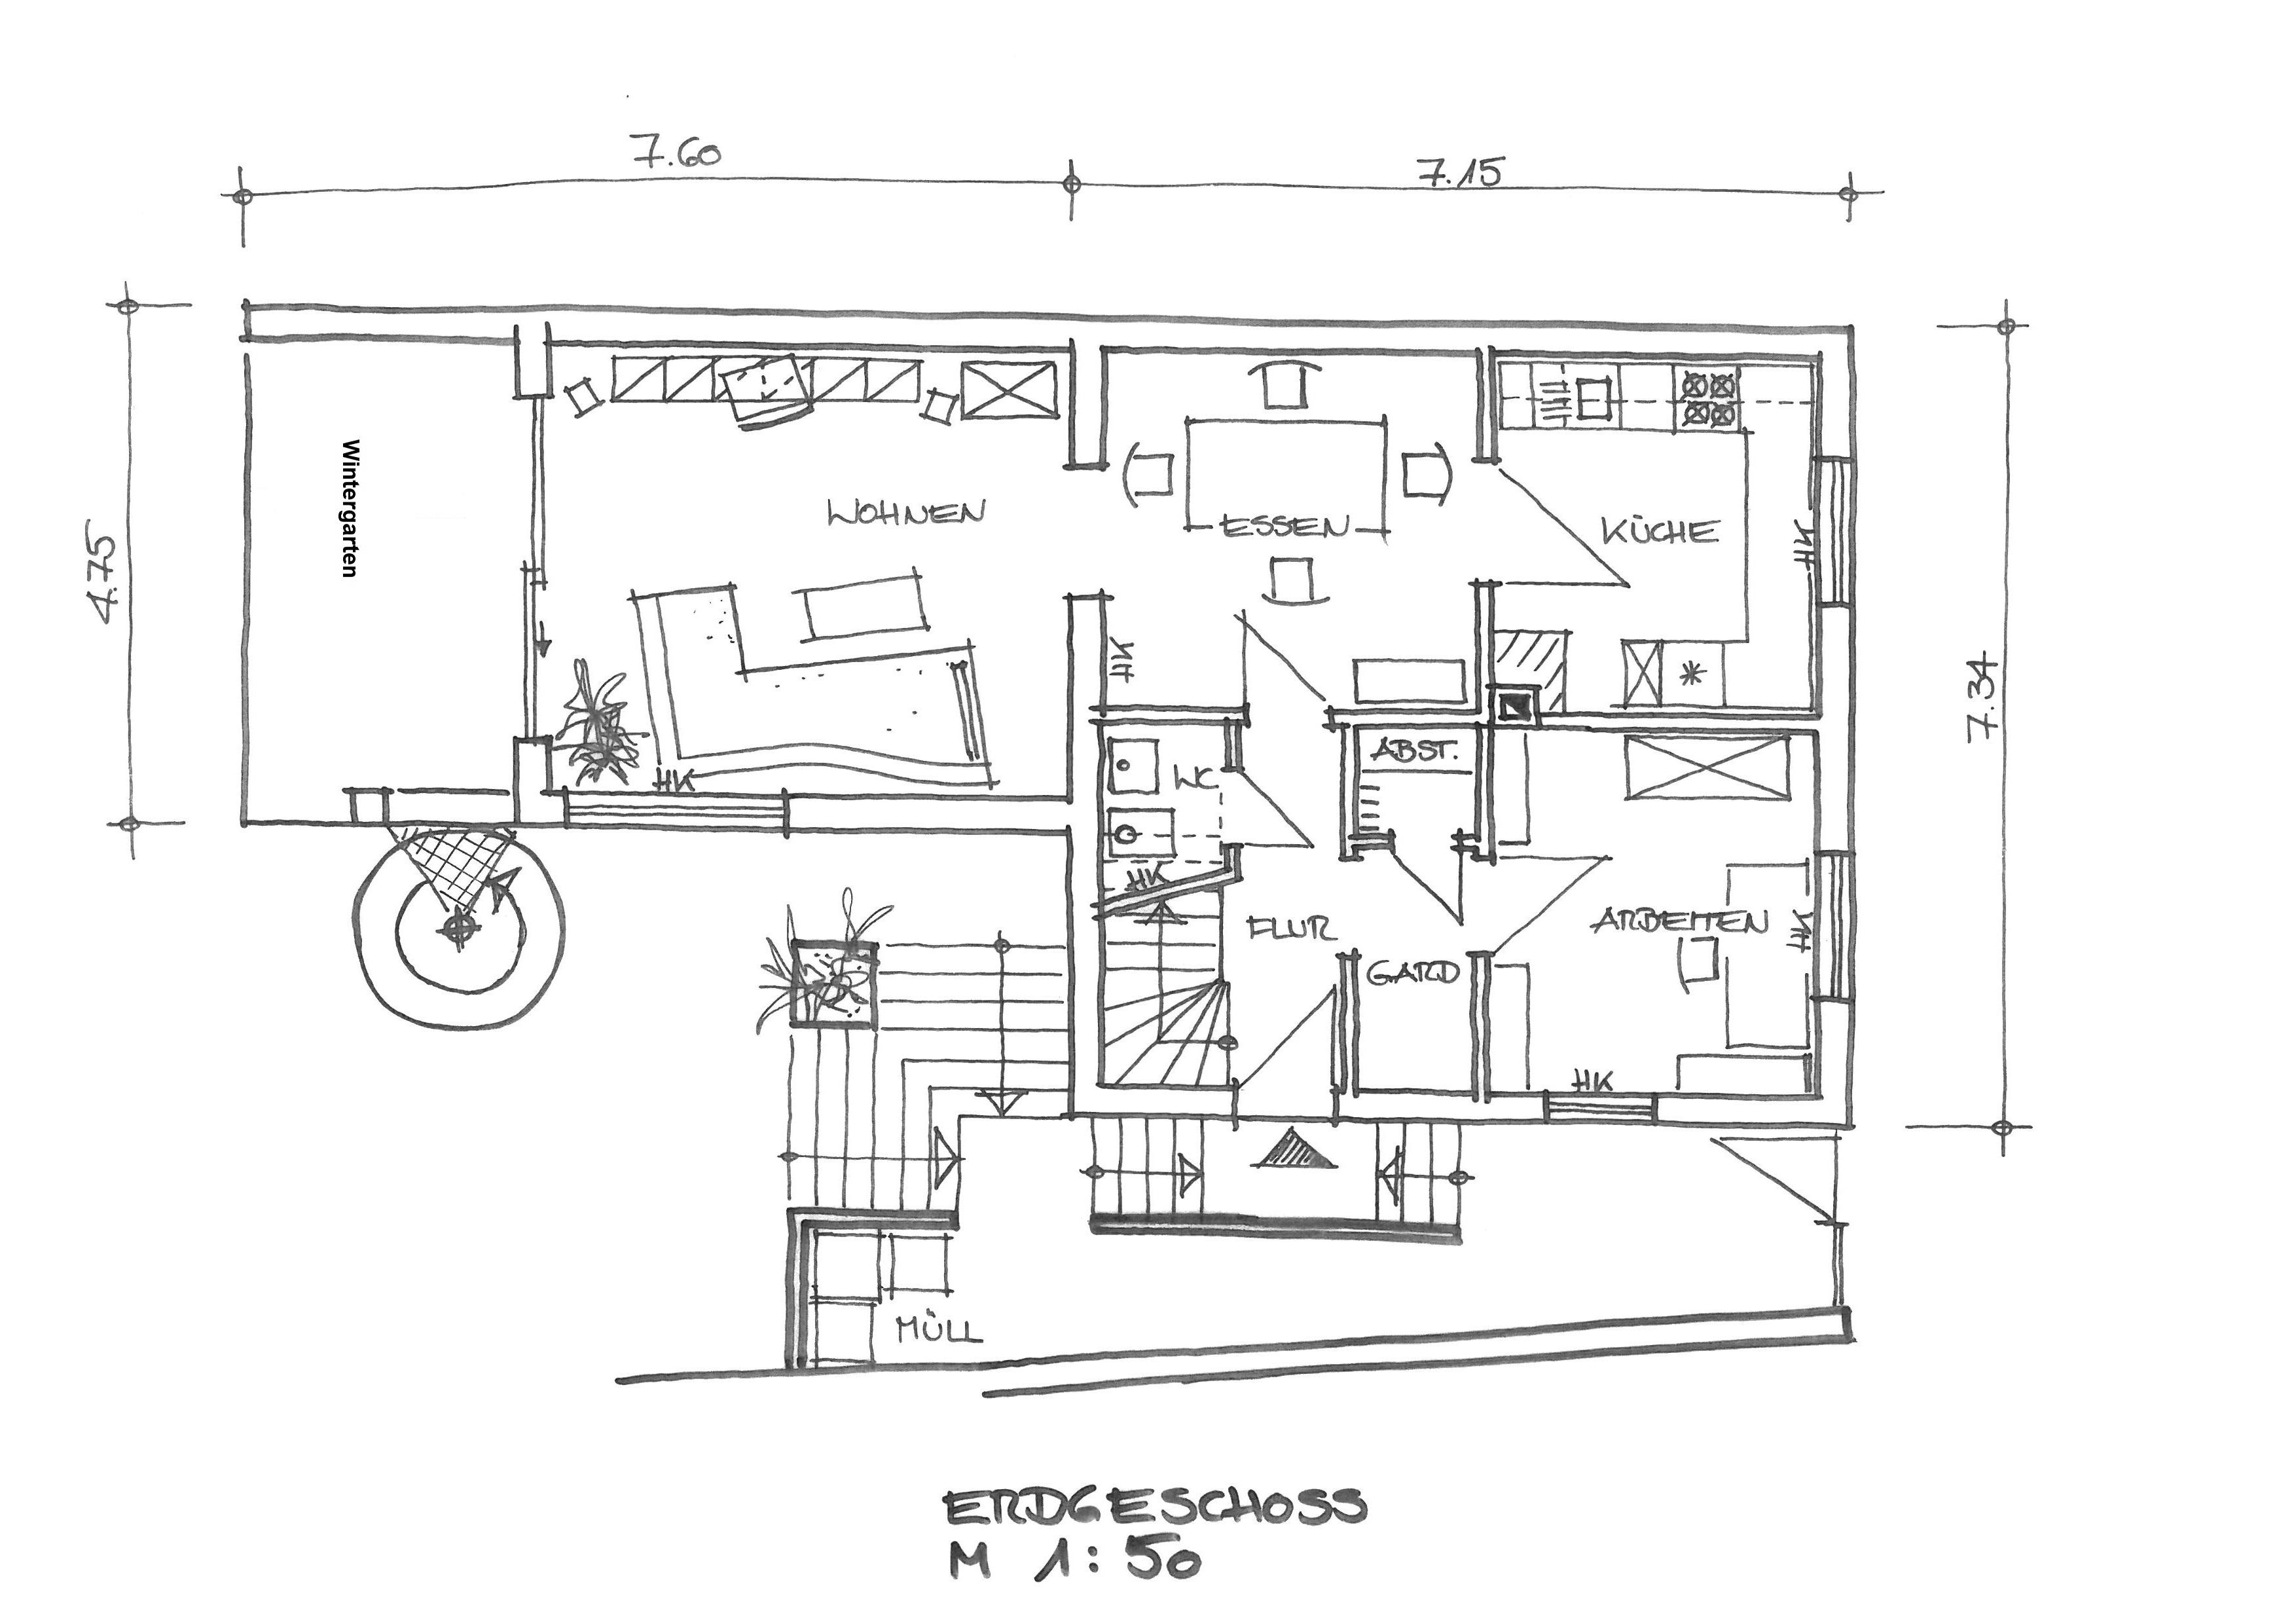 7.60
7.15
4.75
Wintergarten
WOHNEN
ESSEN
KÜCHE
HK
HK
7.34
HK
ABST.
WC
HK
FLUR
ARBEITEN
HK
GARD
HK
MÜLL
ERDGESCHOSS
M 1:50